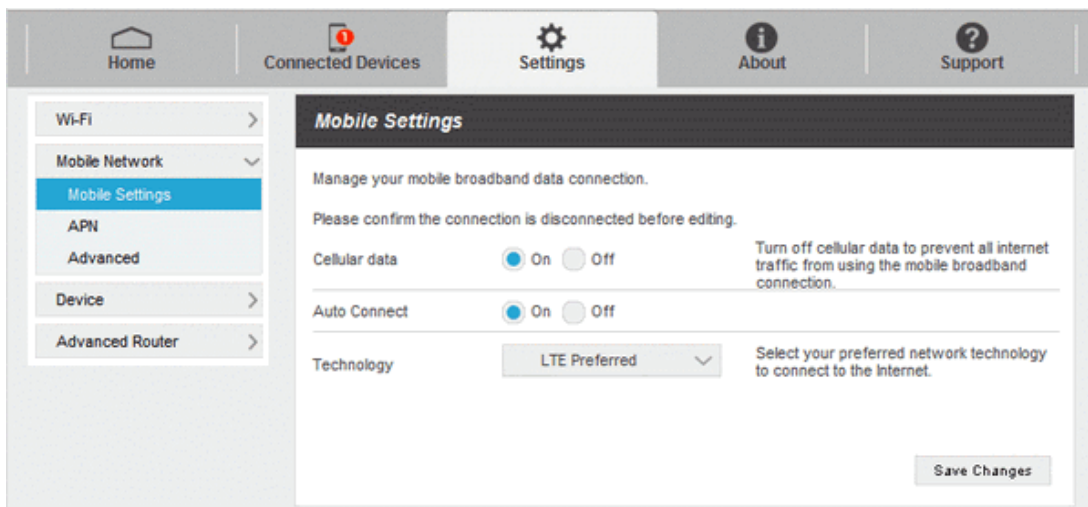 1
Home
Connected Devices
Settings
About
Support
Wi-Fi
Mobile Network
Mobile Settings
APN
Advanced
Device
Advanced Router
Mobile Settings
Manage your mobile broadband data connection.
Please confirm the connection is disconnected before editing.
Cellular data
On
Off
Turn off cellular data to prevent all internet
traffic from using the mobile broadband
connection.
Auto Connect
On
Off
Technology
LTE Preferred
Select your preferred network technology
to connect to the Internet.
Save Changes